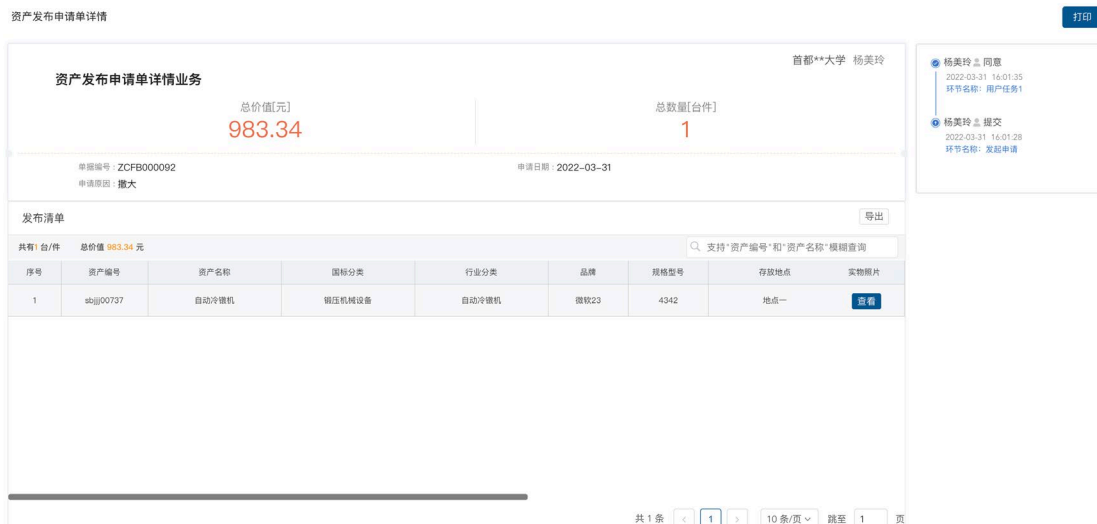 资产发布申请单详情
打印
首都**大学 杨美玲
资产发布申请单详情业务
总价值[元] 总数量[台件]
983.34 1
单据编号：ZCFB000092 申请日期：2022-03-31
申请原因：撒大
杨美玲 同意
2022-03-31 16:01:35
环节名称：用户任务1
杨美玲 提交
2022-03-31 16:01:28
环节名称：发起申请
发布清单 导出
共有1 台/件 总价值 983.34 元 支持"资产编号"和"资产名称"模糊查询
序号 资产编号 资产名称 国标分类 行业分类 品牌 规格型号 存放地点 实物照片
1 sbjjj00737 自动冷镦机 锻压机械设备 自动冷镦机 微软23 4342 地点一 查看
共 1 条 < 1 > 10 条/页 跳至 1 页